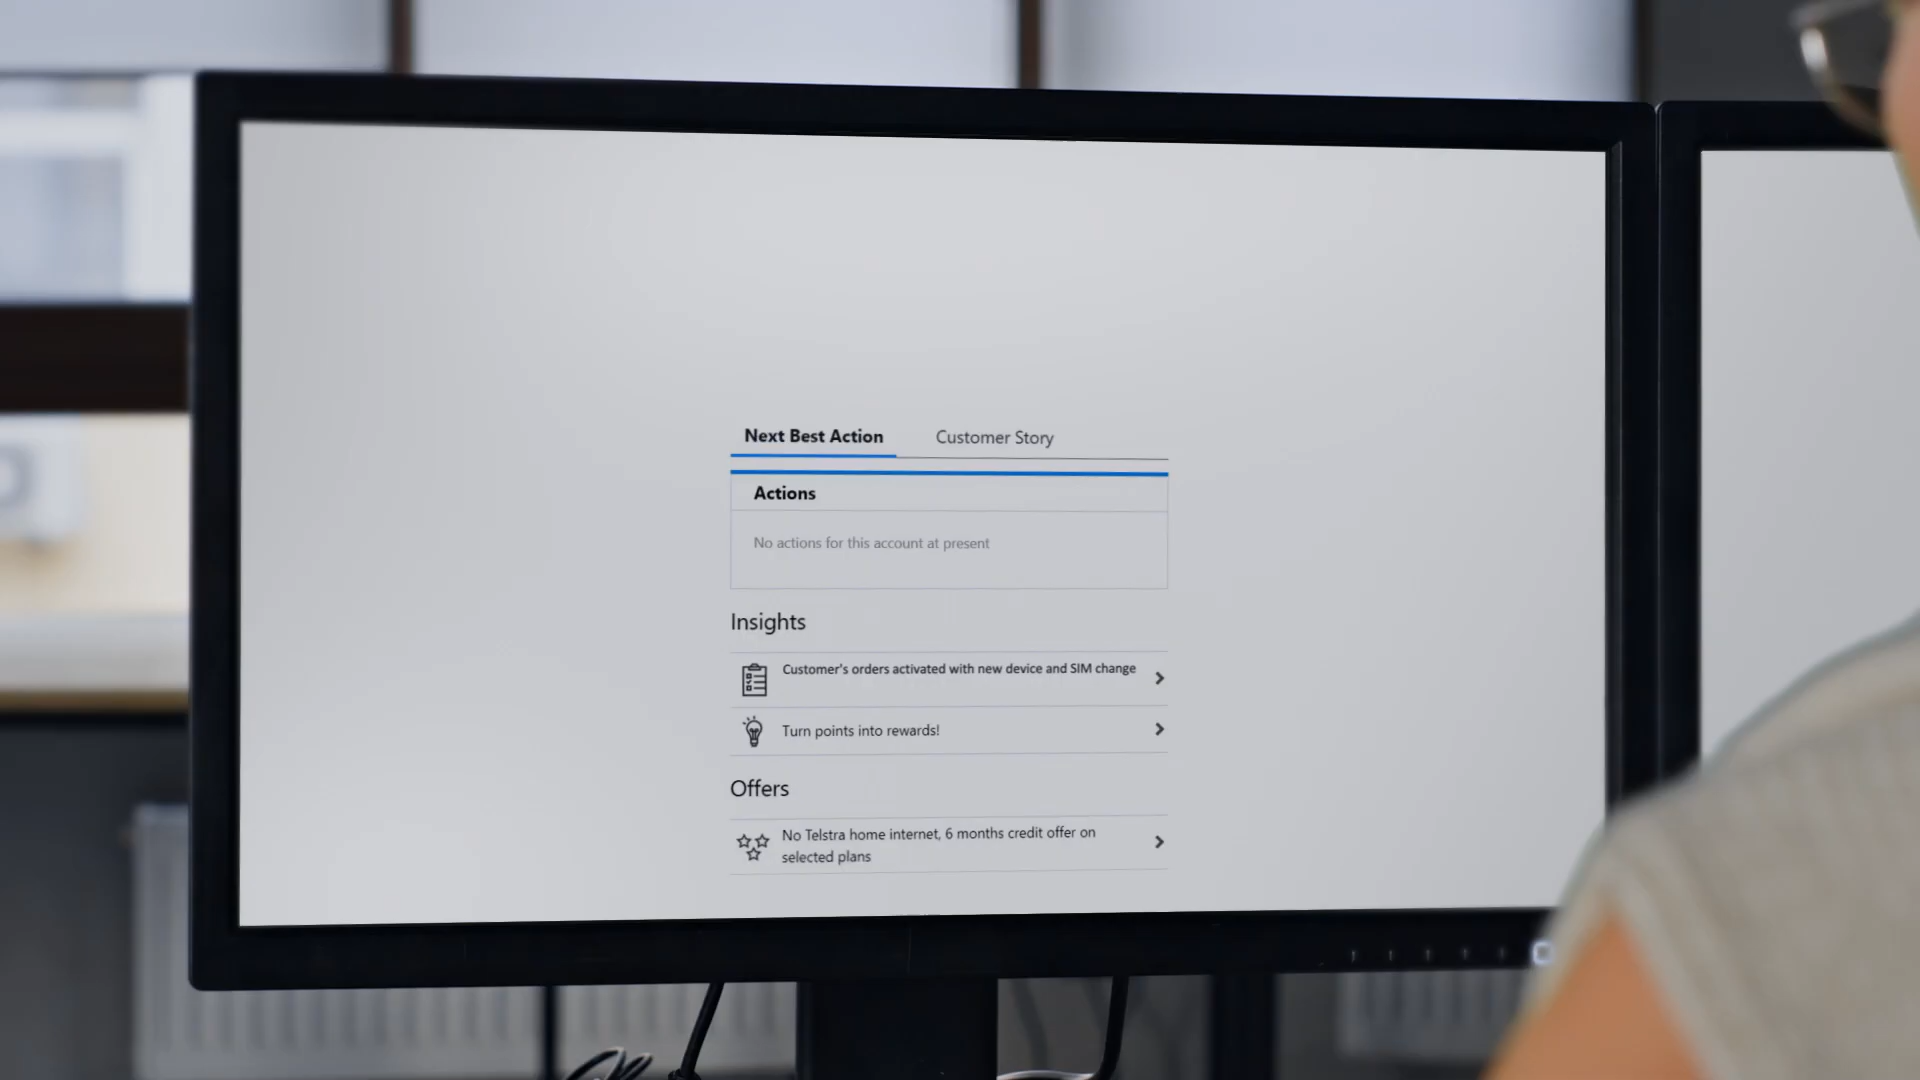 Next Best Action
Customer Story
Actions
No actions for this account at present
Insights
Customer's orders activated with new device and SIM change
Turn points into rewards!
Offers
No Telstra home internet, 6 months credit offer on
selected plans